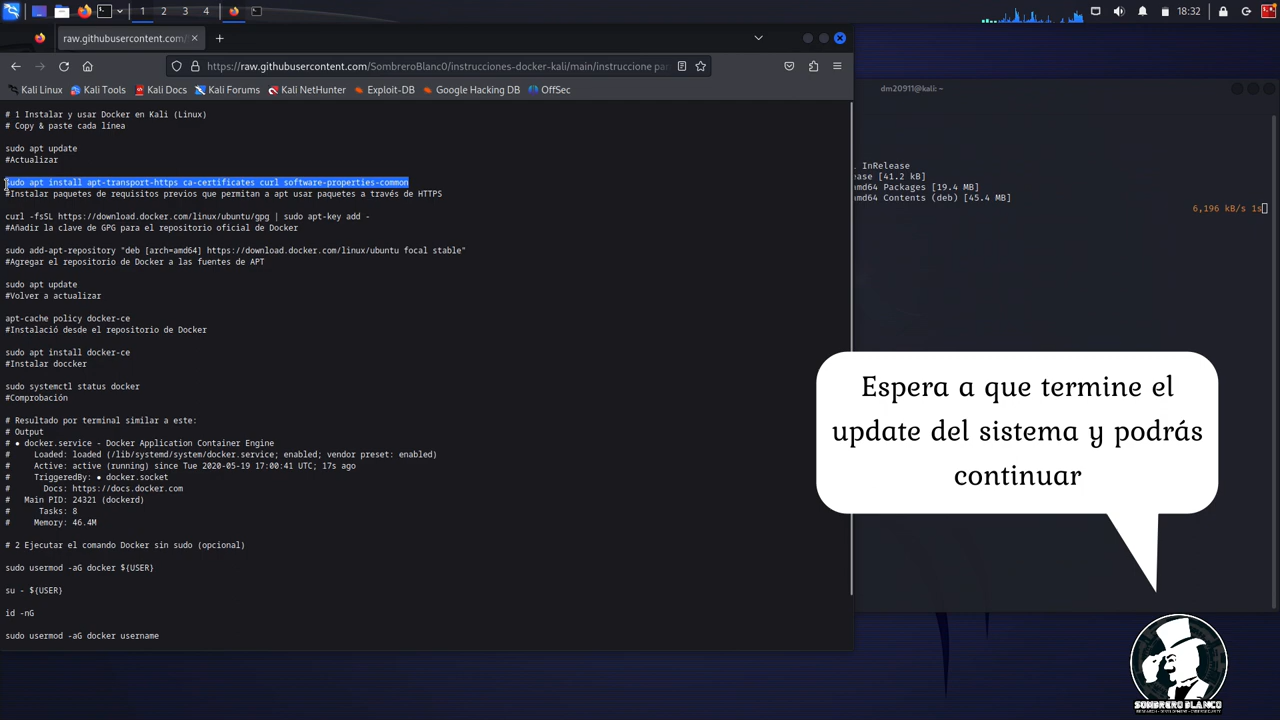 1
2
3
4
18:32
raw.githubusercontent.com/
https://raw.githubusercontent.com/SombreroBlanc0/instrucciones-docker-kali/main/instruccione pa
Kali Linux
Kali Tools
Kali Docs
Kali Forums
Kali NetHunter
Exploit-DB
Google Hacking DB
OffSec
# 1 Instalar y usar Docker en Kali (Linux)
# Copy & paste cada línea
sudo apt update
#Actualizar
sudo apt install apt-transport-https ca-certificates curl software-properties-common
#Instalar paquetes de requisitos previos que permitan a apt usar paquetes a través de HTTPS
curl -fsSL https://download.docker.com/linux/ubuntu/gpg | sudo apt-key add -
#Añadir la clave de GPG para el repositorio oficial de Docker
sudo add-apt-repository "deb [arch=amd64] https://download.docker.com/linux/ubuntu focal stable"
#Agregar el repositorio de Docker a las fuentes de APT
sudo apt update
#Volver a actualizar
apt-cache policy docker-ce
#Instalació desde el repositorio de Docker
sudo apt install docker-ce
#Instalar doccker
sudo systemctl status docker
#Comprobación
# Resultado por terminal similar a este:
# Output
# ● docker.service - Docker Application Container Engine
#    Loaded: loaded (/lib/systemd/system/docker.service; enabled; vendor preset: enabled)
#    Active: active (running) since Tue 2020-05-19 17:00:41 UTC; 17s ago
# TriggeredBy: ● docker.socket
#      Docs: https://docs.docker.com
#  Main PID: 24321 (dockerd)
#     Tasks: 8
#    Memory: 46.4M
# 2 Ejecutar el comando Docker sin sudo (opcional)
sudo usermod -aG docker ${USER}
su - ${USER}
id -nG
sudo usermod -aG docker username
dm20911@kali: ~
InRelease
ease [41.2 kB]
md64 Packages [19.4 MB]
md64 Contents (deb) [45.4 MB]
6,196 kB/s 1s
Espera a que termine el
update del sistema y podrás
continuar
SOMBRERO BLANCO